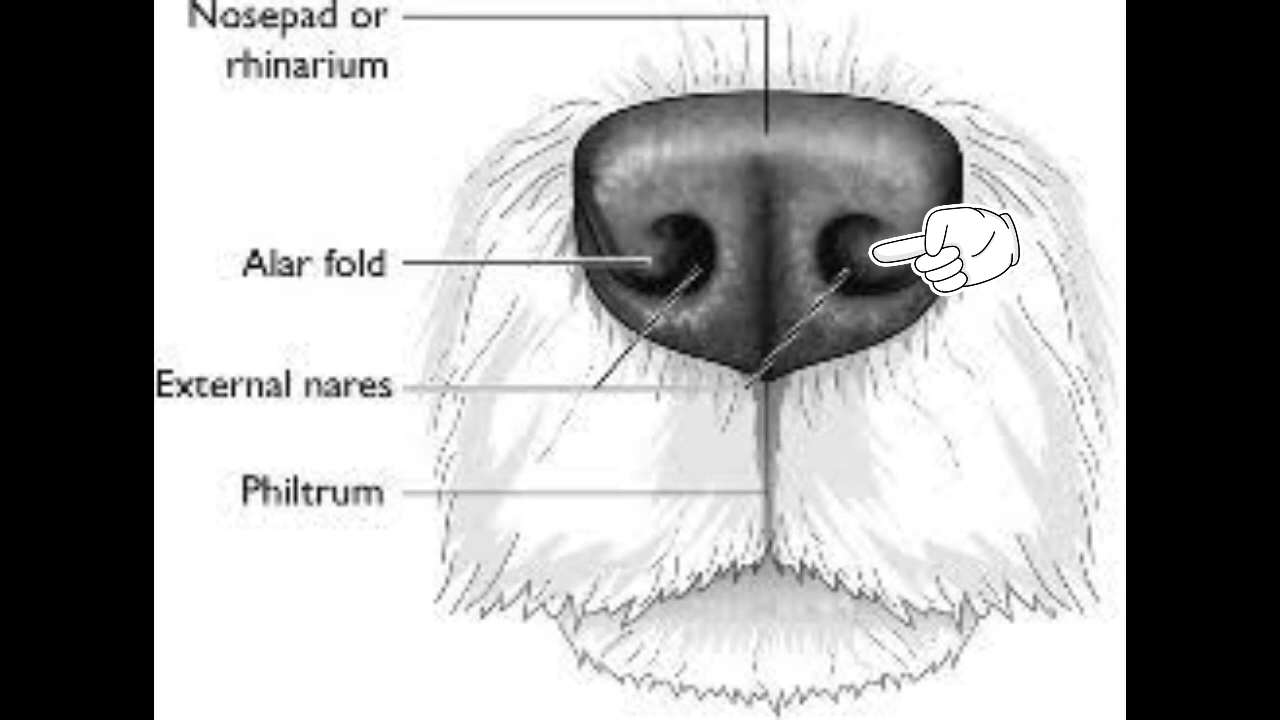 Nosepad or
rhinarium
Alar fold
External nares
Philtrum